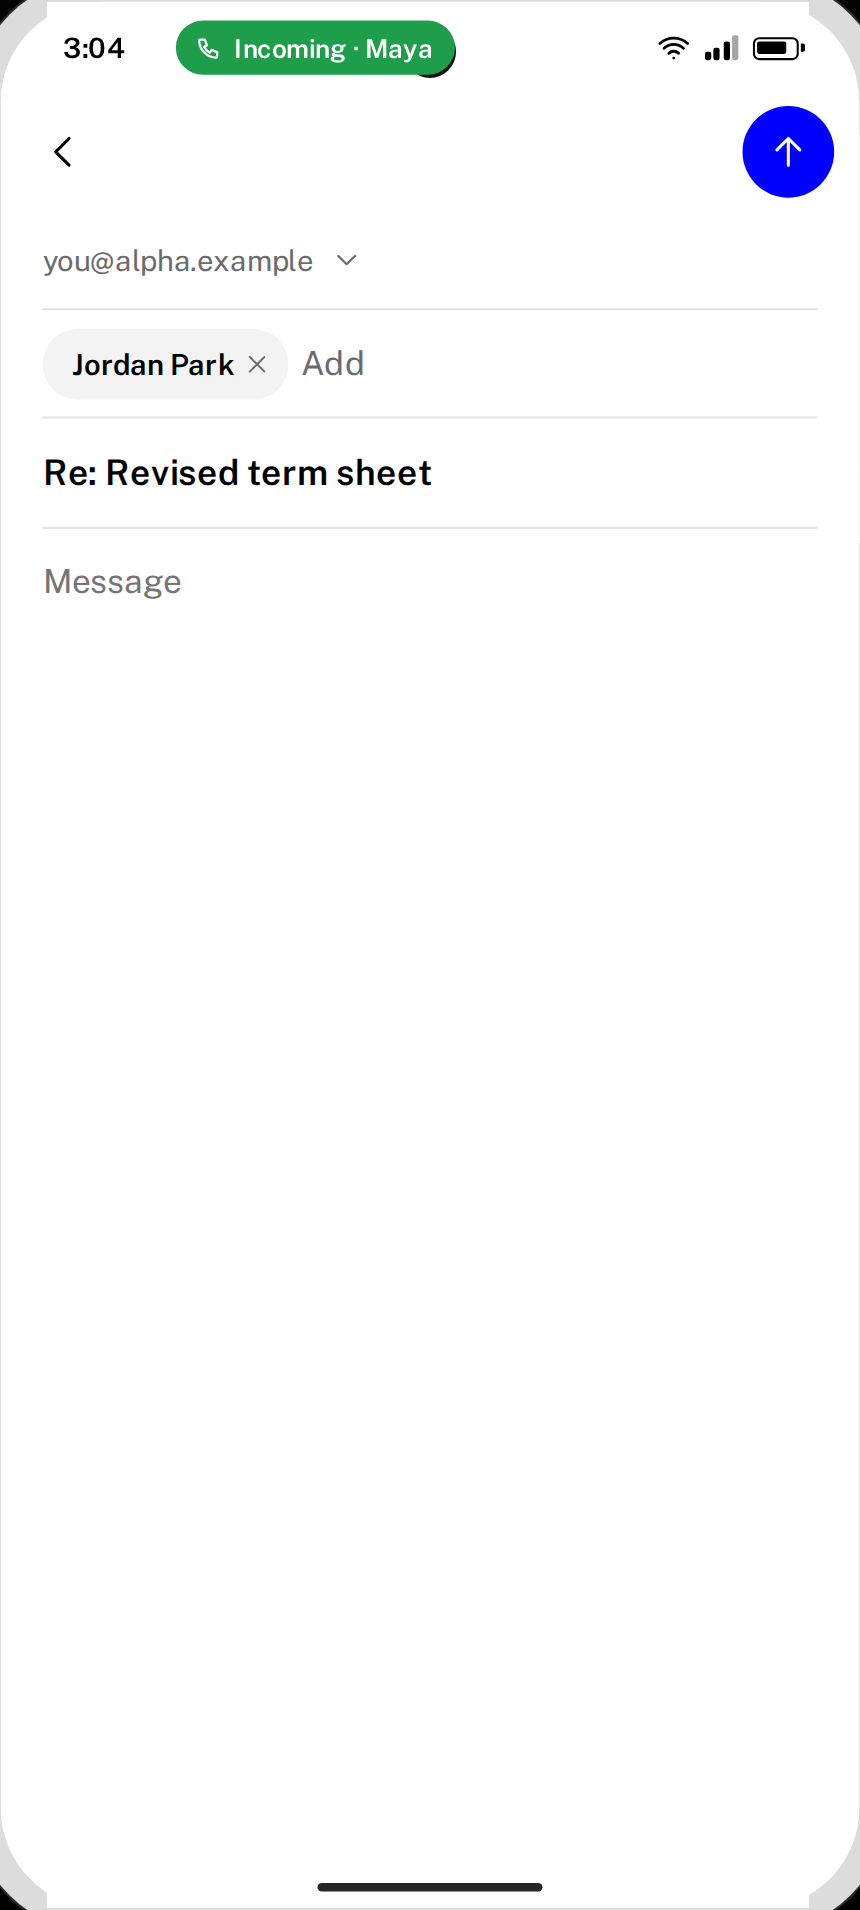 3:04
Incoming · Maya
you@alpha.example
Jordan Park
Add
Re: Revised term sheet
Message